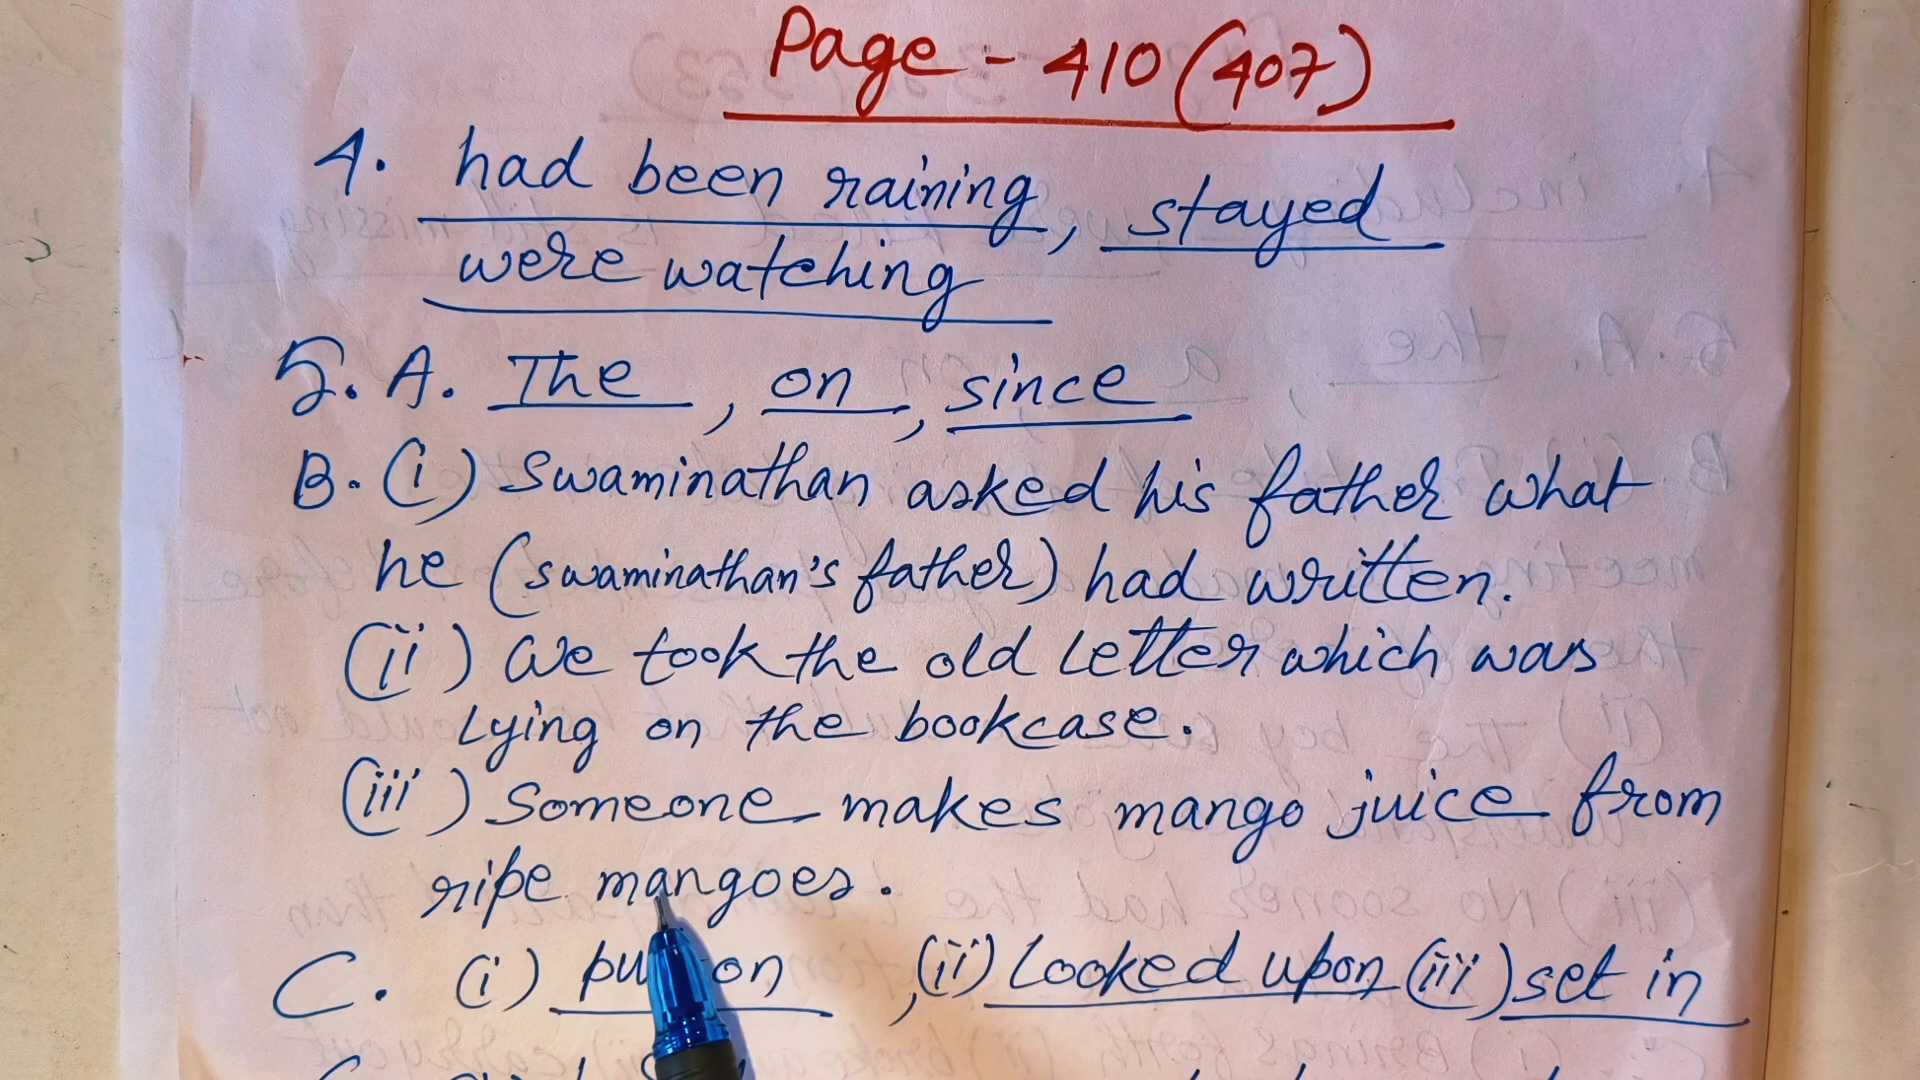 Page - 410 (407)
4. had been raining, stayed
were watching
5. A. The, on, since
B. (i) Swaminathan asked his father what
he (swaminathan's father) had written.
(ii) We took the old letter which was
lying on the bookcase.
(iii) Someone makes mango juice from
ripe mangoes.
C. (i) put on, (ii) Looked upon (iii) set in